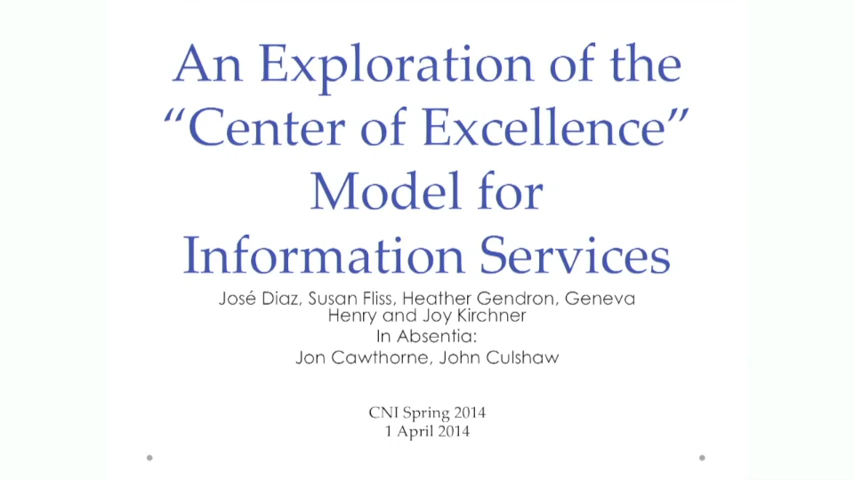 An Exploration of the
“Center of Excellence”
Model for
Information Services
José Diaz, Susan Fliss, Heather Gendron, Geneva
Henry and Joy Kirchner
In Absentia:
Jon Cawthorne, John Culshaw
CNI Spring 2014
1 April 2014